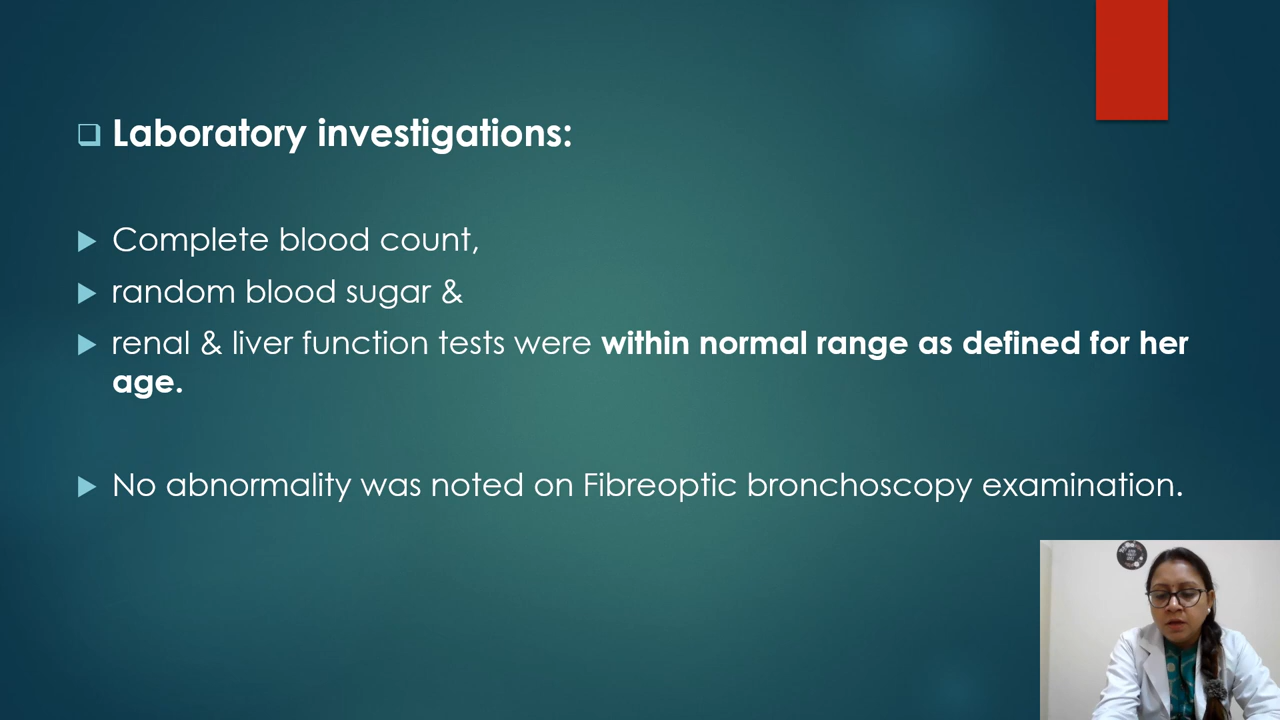 Laboratory investigations:
Complete blood count,
random blood sugar &
renal & liver function tests were within normal range as defined for her
age.
No abnormality was noted on Fibreoptic bronchoscopy examination.